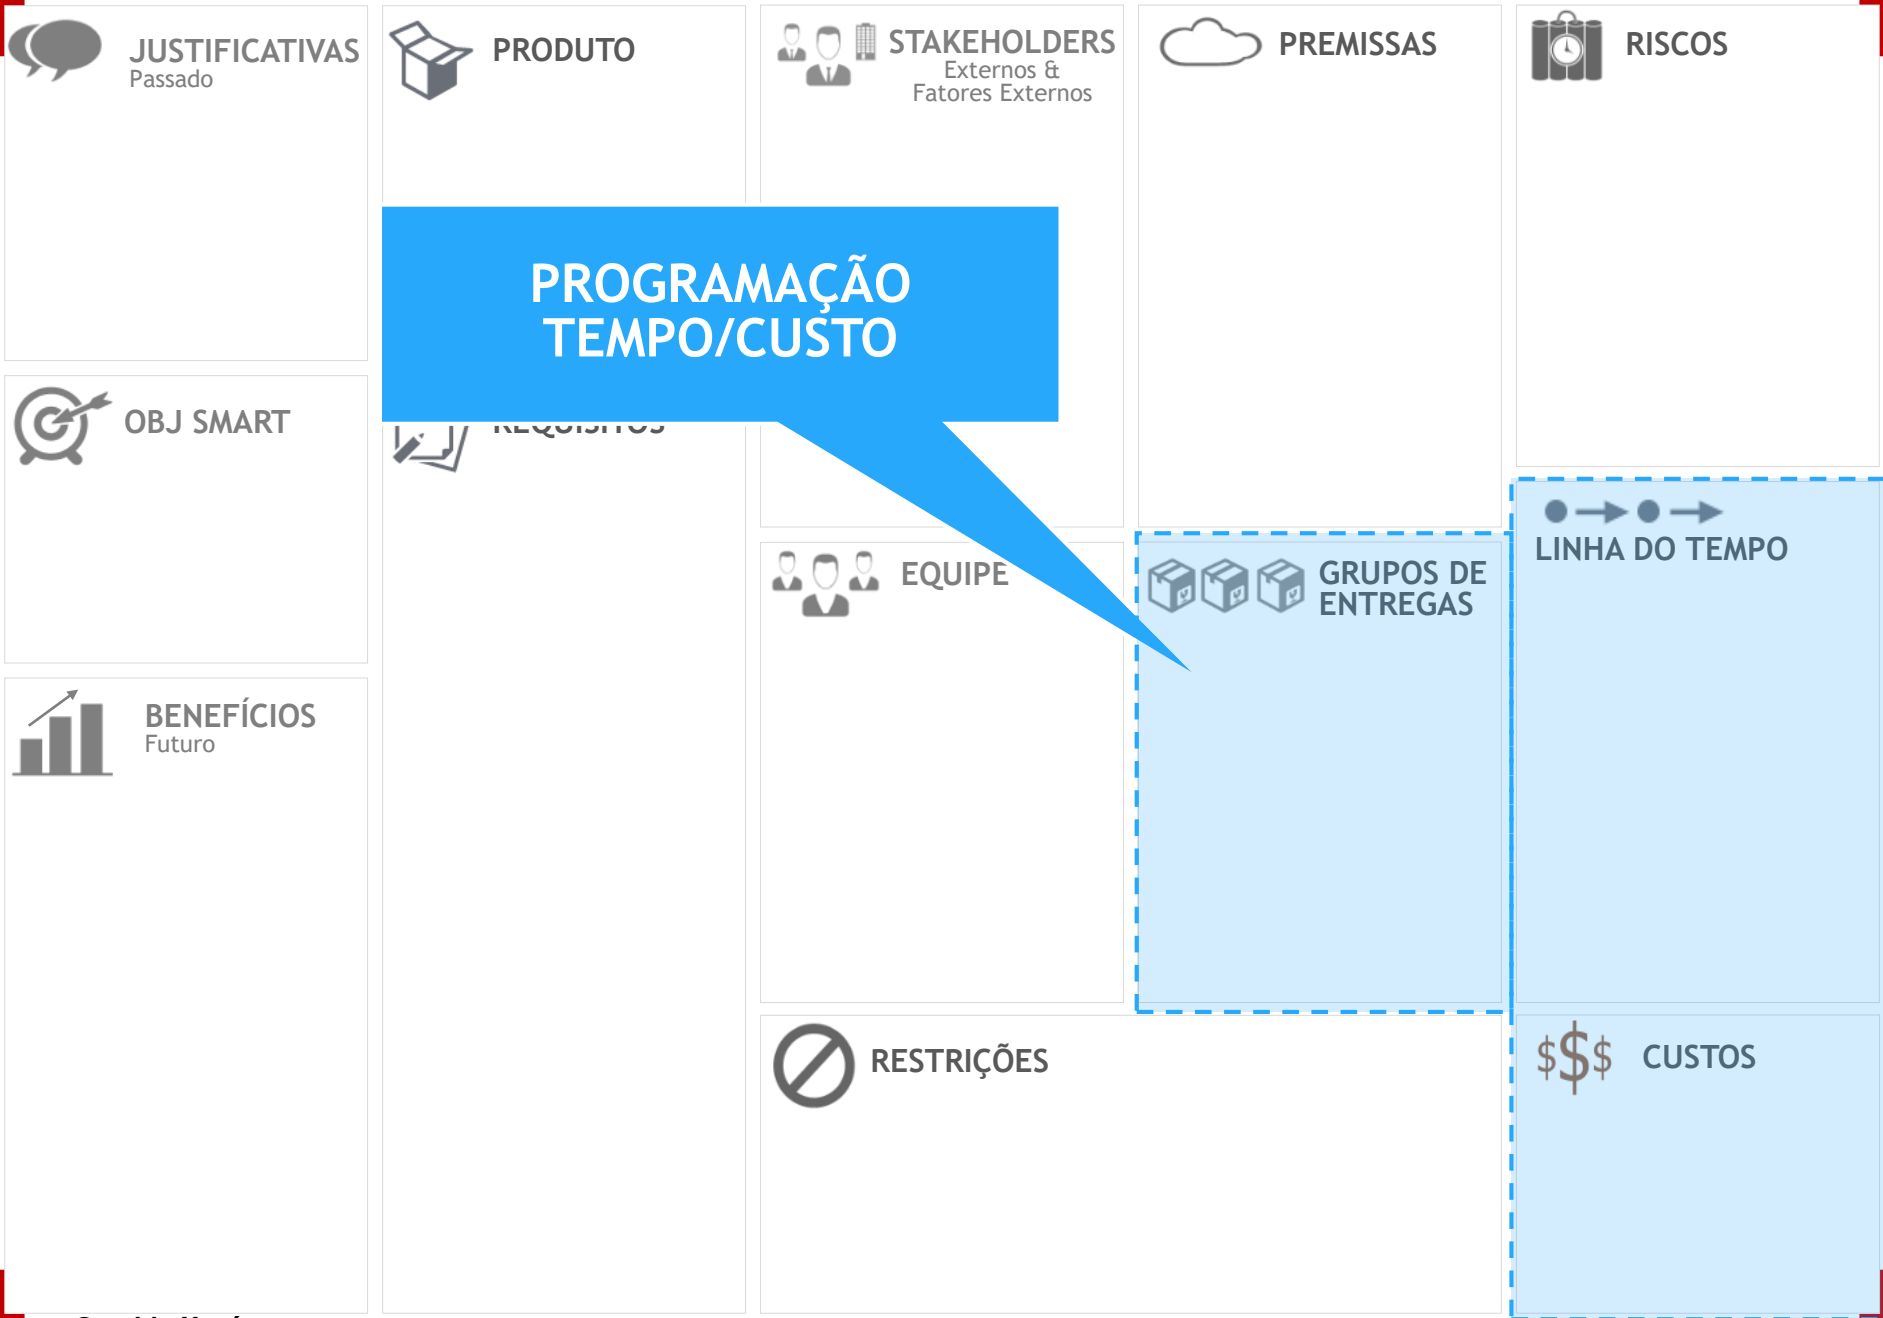 JUSTIFICATIVAS
Passado
PRODUTO
STAKEHOLDERS
Externos &
Fatores Externos
PREMISSAS
RISCOS
PROGRAMAÇÃO
TEMPO/CUSTO
OBJ SMART
REQUISITOS
BENEFÍCIOS
Futuro
EQUIPE
GRUPOS DE
ENTREGAS
LINHA DO TEMPO
RESTRIÇÕES
$$$ CUSTOS